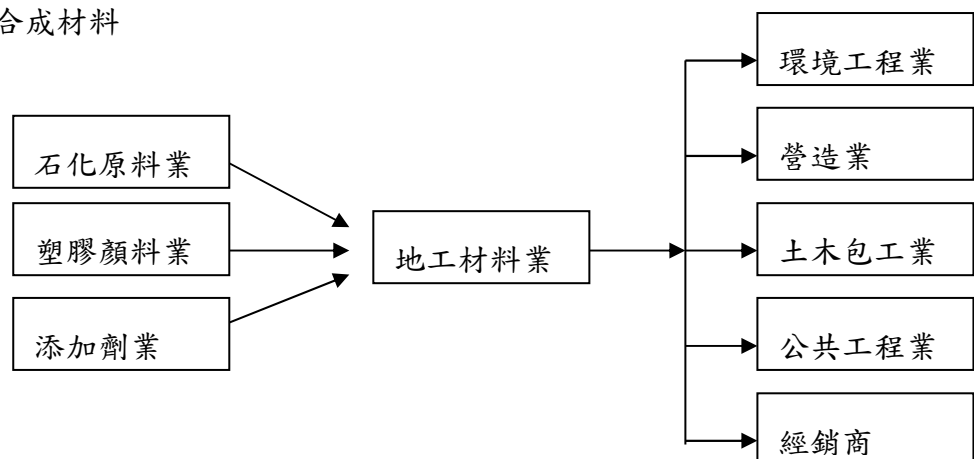 合成材料
石化原料業
塑膠顏料業
添加劑業
地工材料業
環境工程業
營造業
土木包工業
公共工程業
經銷商